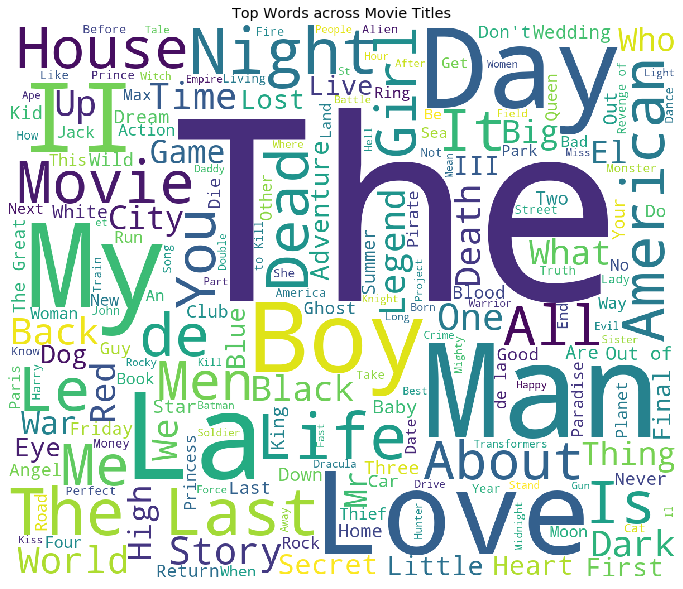 Top Words across Movie Titles
House
Night
Day
Before
Tale
Fire
People
Alien
Don't
Wedding
Who
Like
Prince
Witch
Empire
Living
St
Hour
After
Get
Women
Light
Ape
II
Up
Max
Time
Lost
Live
Ring
Girl
Battle
Queen
Out
Revenge of
Dance
Kid
Dream
Land
Hell
Be
It
Big
Bad
Miss
How
Jack
Action
The
Where
Sea
Field
This
Wild
Game
Not
Mean
Park
El
Monster
American
Movie
Daddy
Dead
Adventure
III
Next
White
City
You
Die
Other
Two
Your
Do
The Great
Run
et
Song
Double
to Kill
Summer
Legend
Pirate
Death
Street
What
No
My
Train
An
Part
She
Project
Truth
Lady
New
America
Blood
Way
Woman
John
Club
Ghost
Knight
Born
Warrior
End
Evil
Back
de
Blue
Boy
Long
One
All
Sister
Guy
Crime
Mighty
Are
Out of
Know
Dog
Rocky
Kill
Take
Good
Paris
Harry
Le
Red
Book
Men
Black
Best
de la
Happy
Paradise
Planet
Final
Man
War
Star
Batman
Baby
Friday
We
La
Life
King
Date
Eye
Money
Soldier
Fast
About
Transformers
Thing
Angel
Me
Princess
Dracula
Down
Three
Never
Perfect
Force
Last
Mr
Car
Drive
Year
Stand
Gun
Is
Cat
Il
The Last
Road
High
Away
Thief
Love
Hunter
Midnight
Moon
Dark
Kiss
Four
Story
Rock
Home
World
Return
When
Secret
Little
Heart
First